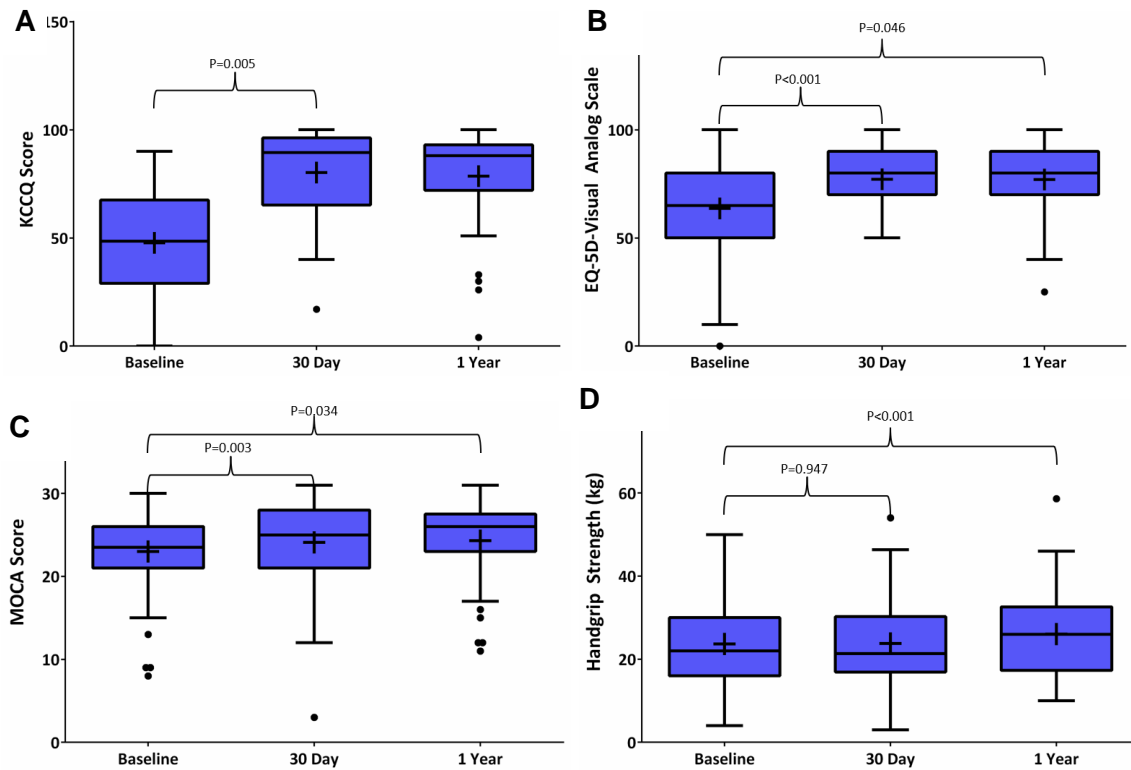 A
KCCQ Score
150
100
50
0
P=0.005
Baseline 30 Day 1 Year
B
EQ-5D-Visual Analog Scale
100
50
0
P=0.046
P<0.001
Baseline 30 Day 1 Year
C
MOCA Score
30
20
10
0
P=0.034
P=0.003
Baseline 30 Day 1 Year
D
Handgrip Strength (kg)
60
40
20
0
P<0.001
P=0.947
Baseline 30 Day 1 Year